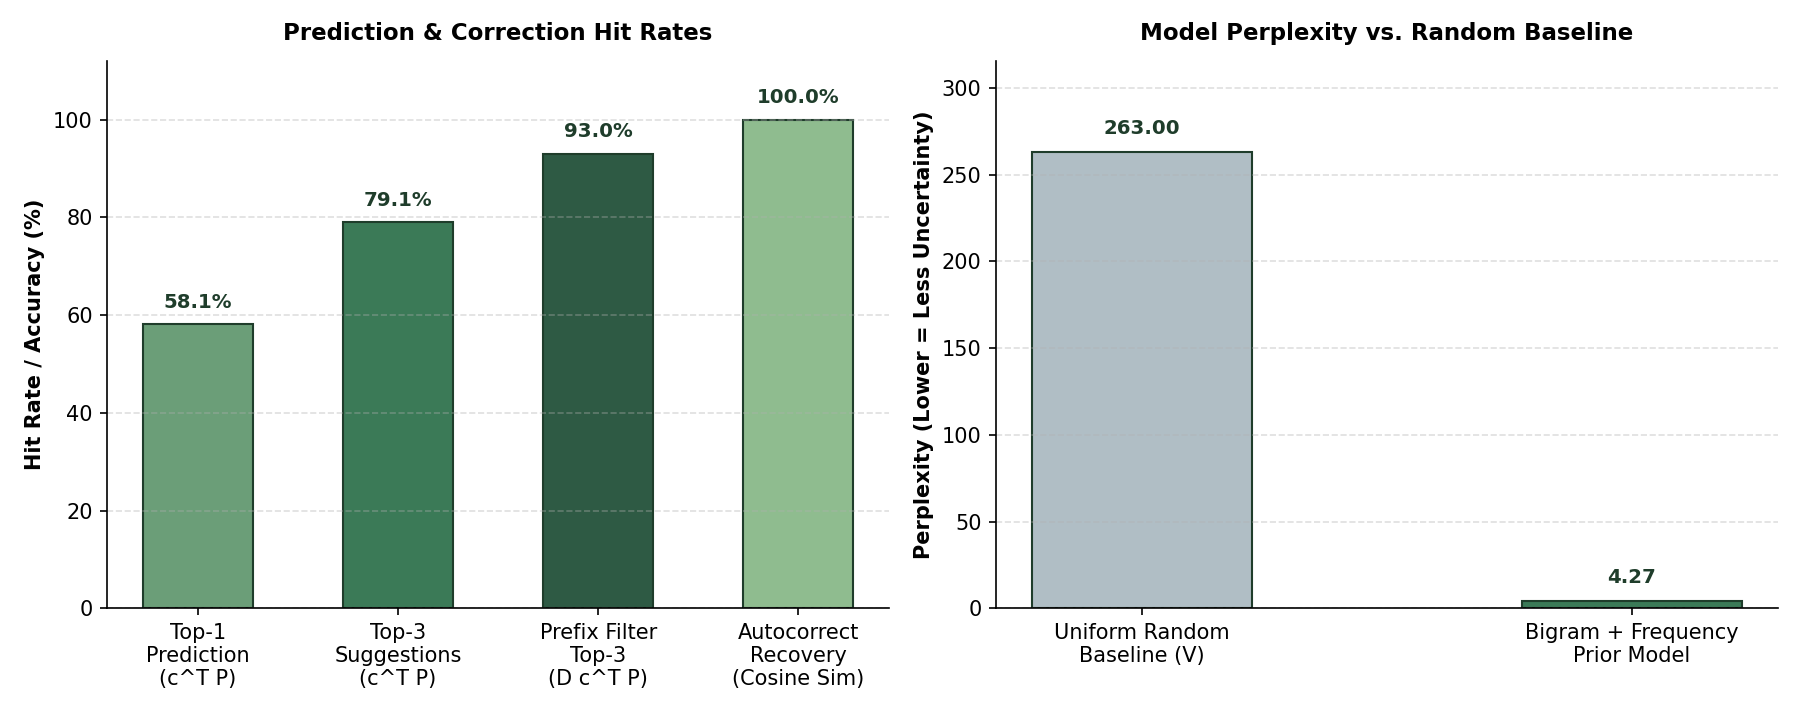 Prediction & Correction Hit Rates
Hit Rate / Accuracy (%)
100
80
60
40
20
0
58.1%
79.1%
93.0%
100.0%
Top-1
Prediction
(c^T P)
Top-3
Suggestions
(c^T P)
Prefix Filter
Top-3
(D c^T P)
Autocorrect
Recovery
(Cosine Sim)
Model Perplexity vs. Random Baseline
Perplexity (Lower = Less Uncertainty)
300
250
200
150
100
50
0
263.00
4.27
Uniform Random
Baseline (V)
Bigram + Frequency
Prior Model